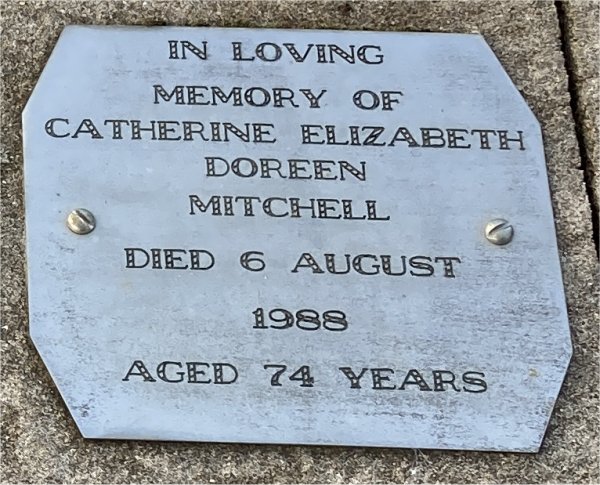 IN LOVING
MEMORY OF
CATHERINE ELIZABETH
DOREEN
MITCHELL
DIED 6 AUGUST
1988
AGED 74 YEARS